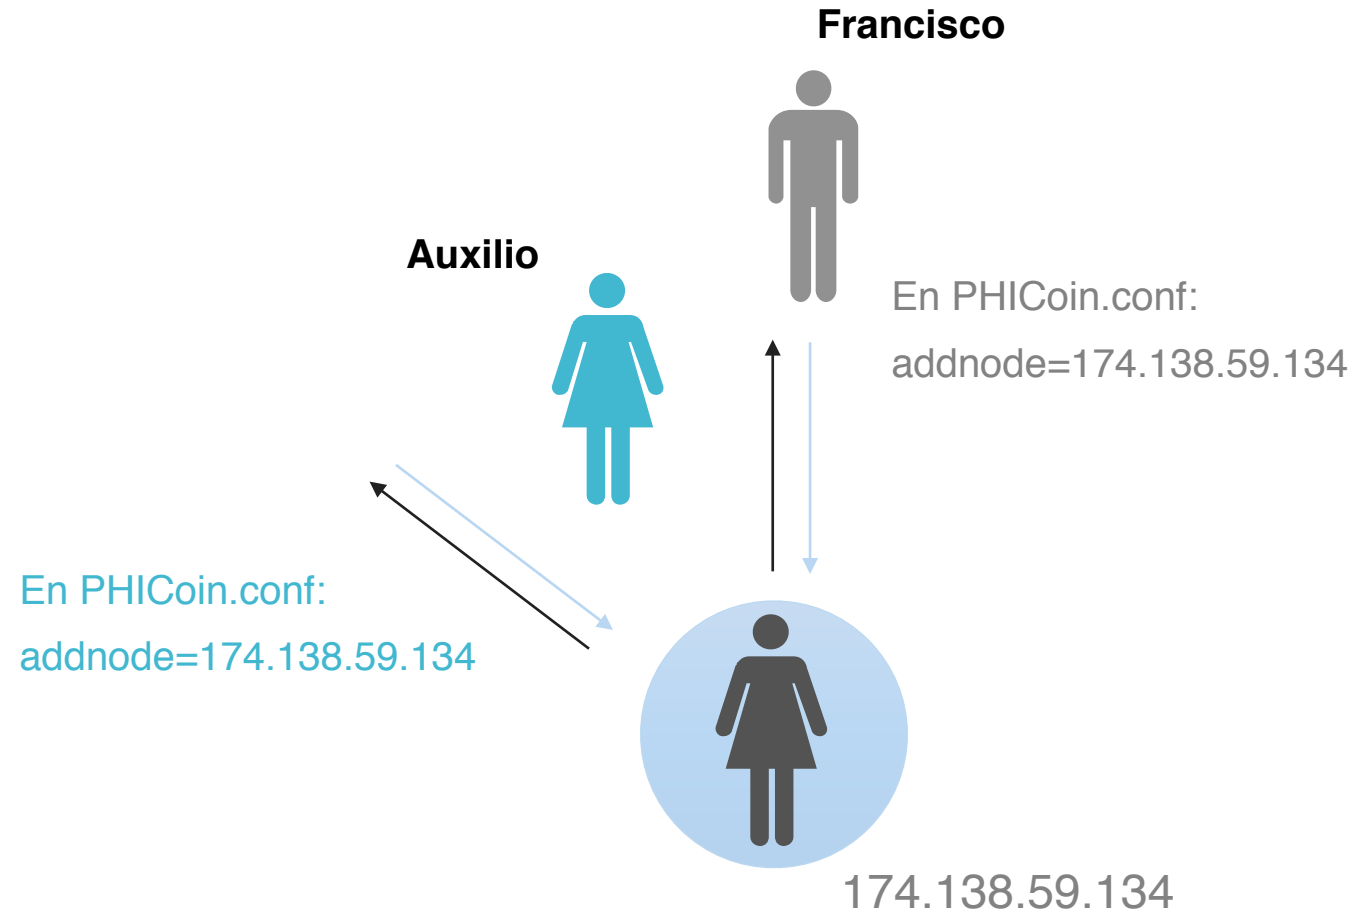 Francisco
Auxilio
En PHICoin.conf:
addnode=174.138.59.134
En PHICoin.conf:
addnode=174.138.59.134
174.138.59.134